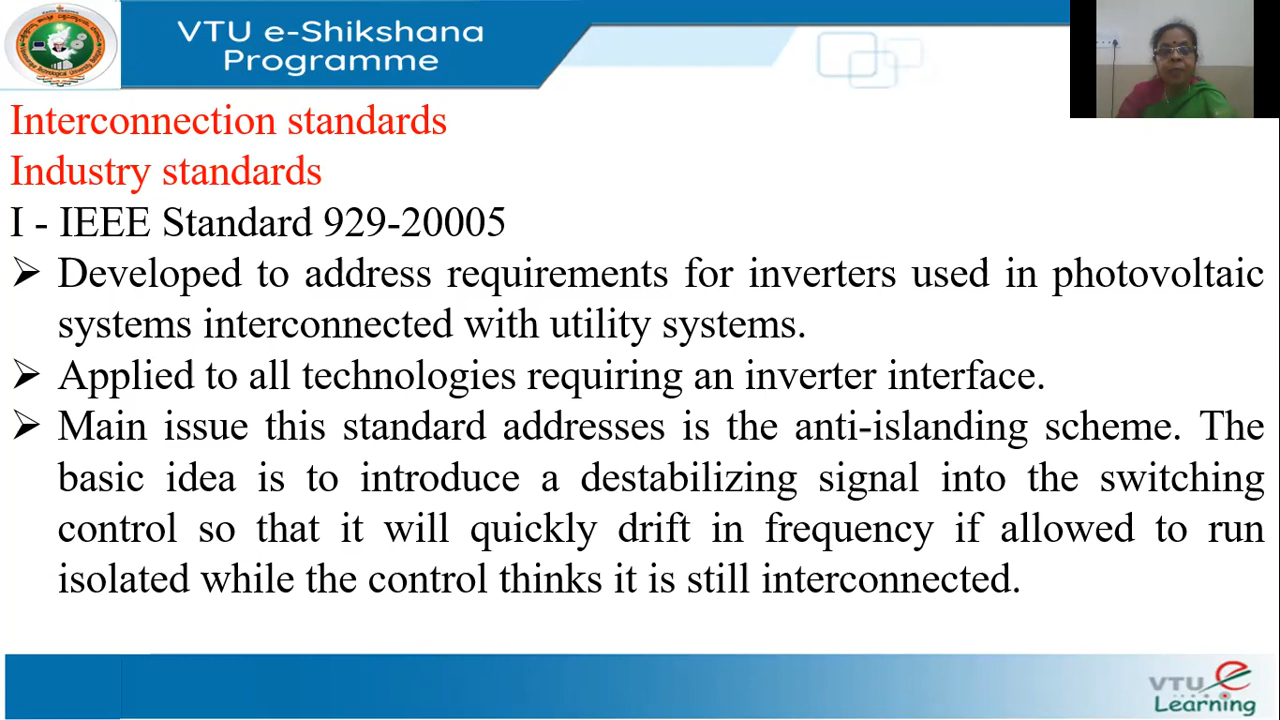 VTU e-Shikshana
Programme
Interconnection standards
Industry standards
I - IEEE Standard 929-20005
➢ Developed to address requirements for inverters used in photovoltaic
systems interconnected with utility systems.
➢ Applied to all technologies requiring an inverter interface.
➢ Main issue this standard addresses is the anti-islanding scheme. The
basic idea is to introduce a destabilizing signal into the switching
control so that it will quickly drift in frequency if allowed to run
isolated while the control thinks it is still interconnected.
VTU e
Learning